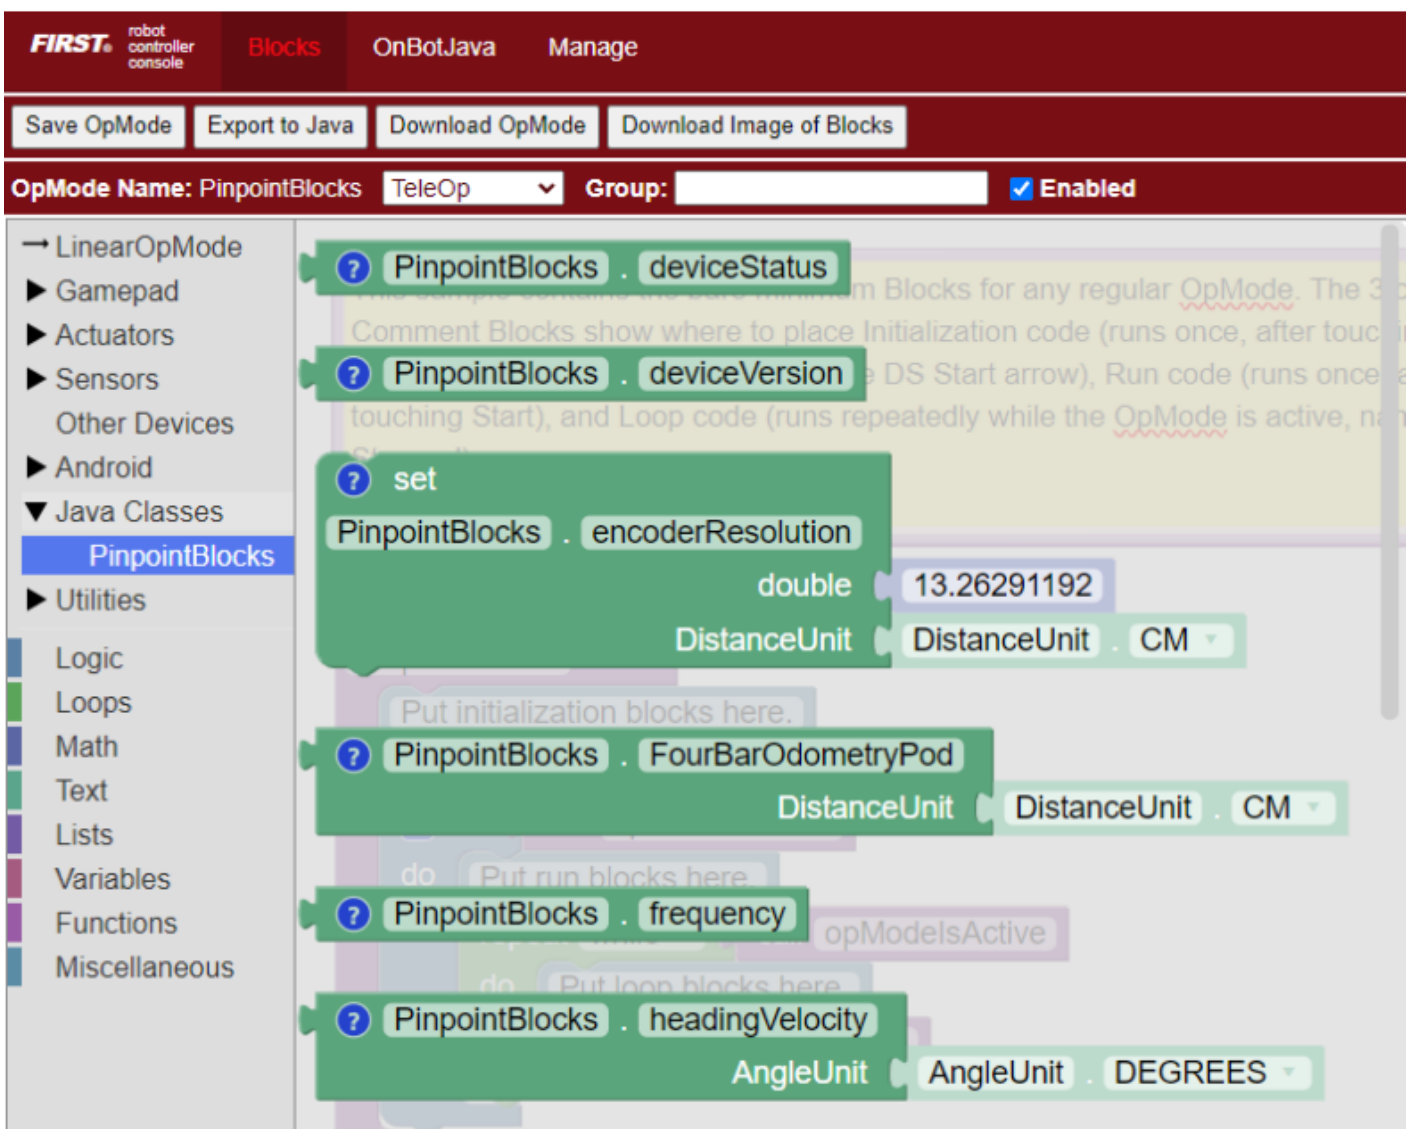 FIRST® robot
controller
console
Blocks OnBotJava Manage
Save OpMode Export to Java Download OpMode Download Image of Blocks
OpMode Name: PinpointBlocks TeleOp Group: Enabled
LinearOpMode
Gamepad
Actuators
Sensors
Other Devices
Android
Java Classes
PinpointBlocks
Utilities
Logic
Loops
Math
Text
Lists
Variables
Functions
Miscellaneous
? PinpointBlocks . deviceStatus
m Blocks for any regular OpMode. The 3
Comment Blocks show where to place Initialization code (runs once, after
? PinpointBlocks . deviceVersion
DS Start arrow), Run code (runs once
touching Start), and Loop code (runs repeatedly while the OpMode is active,
? set
PinpointBlocks . encoderResolution
double 13.26291192
DistanceUnit DistanceUnit . CM
Put initialization blocks here.
? PinpointBlocks . FourBarOdometryPod
DistanceUnit DistanceUnit . CM
do Put run blocks here.
? PinpointBlocks . frequency
opModeIsActive
do Put loop blocks here.
? PinpointBlocks . headingVelocity
AngleUnit AngleUnit . DEGREES